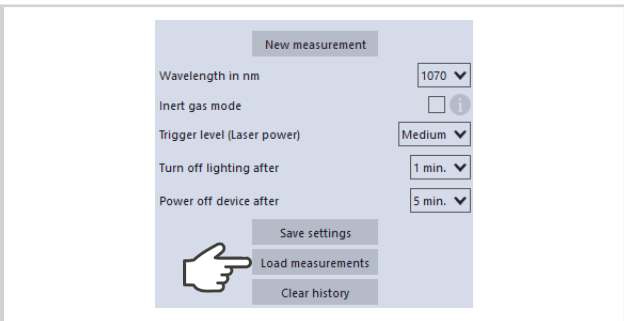 New measurement
Wavelength in nm 1070
Inert gas mode i
Trigger level (Laser power) Medium
Turn off lighting after 1 min.
Power off device after 5 min.
Save settings
Load measurements
Clear history